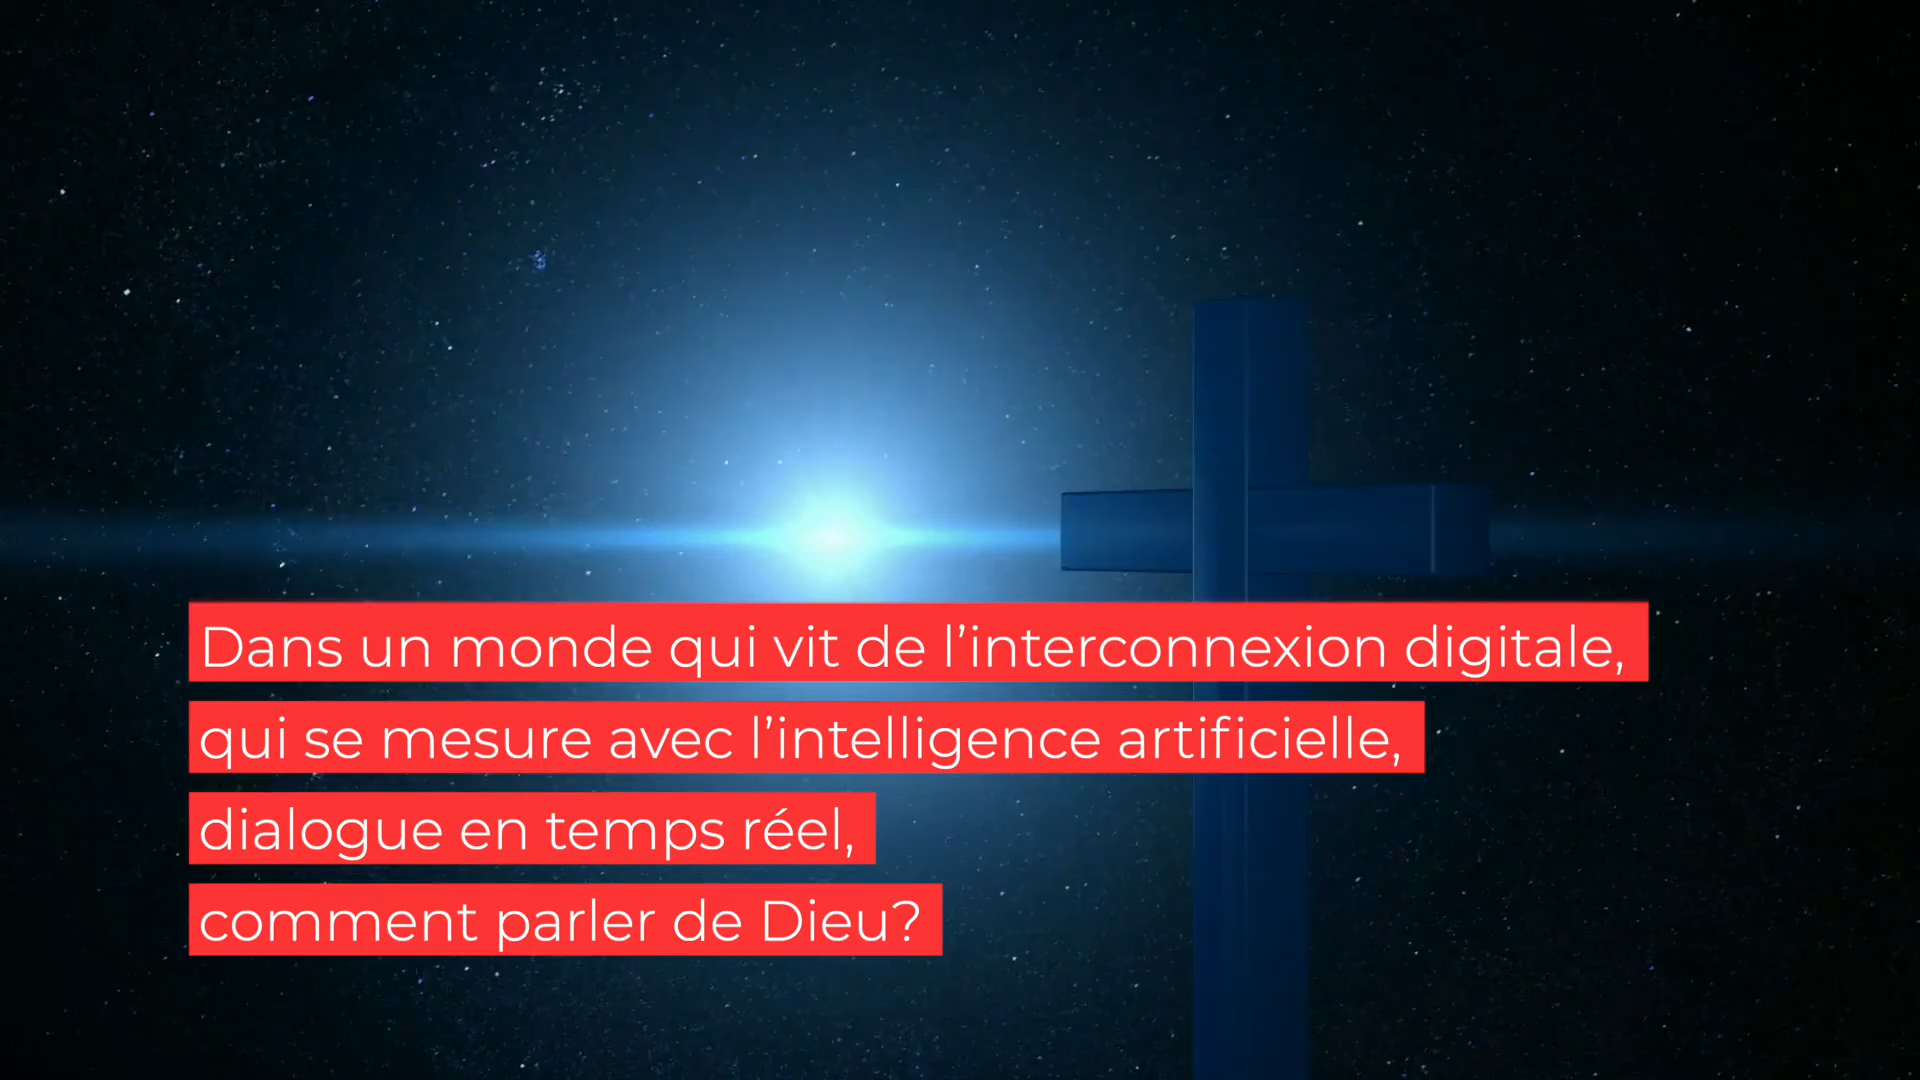 Dans un monde qui vit de l’interconnexion digitale,
qui se mesure avec l’intelligence artificielle,
dialogue en temps réel,
comment parler de Dieu?